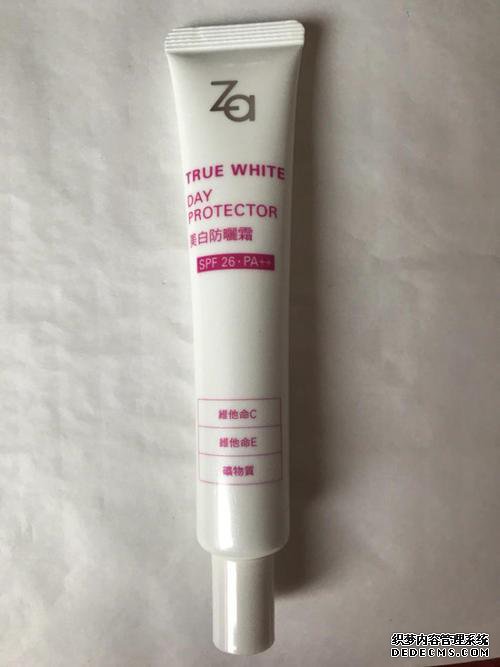 Za
TRUE WHITE
DAY
PROTECTOR
美白防曬霜
SPF 26·PA++
維他命C
維他命E
礦物質
织梦内容管理系统
DEDECMS.COM